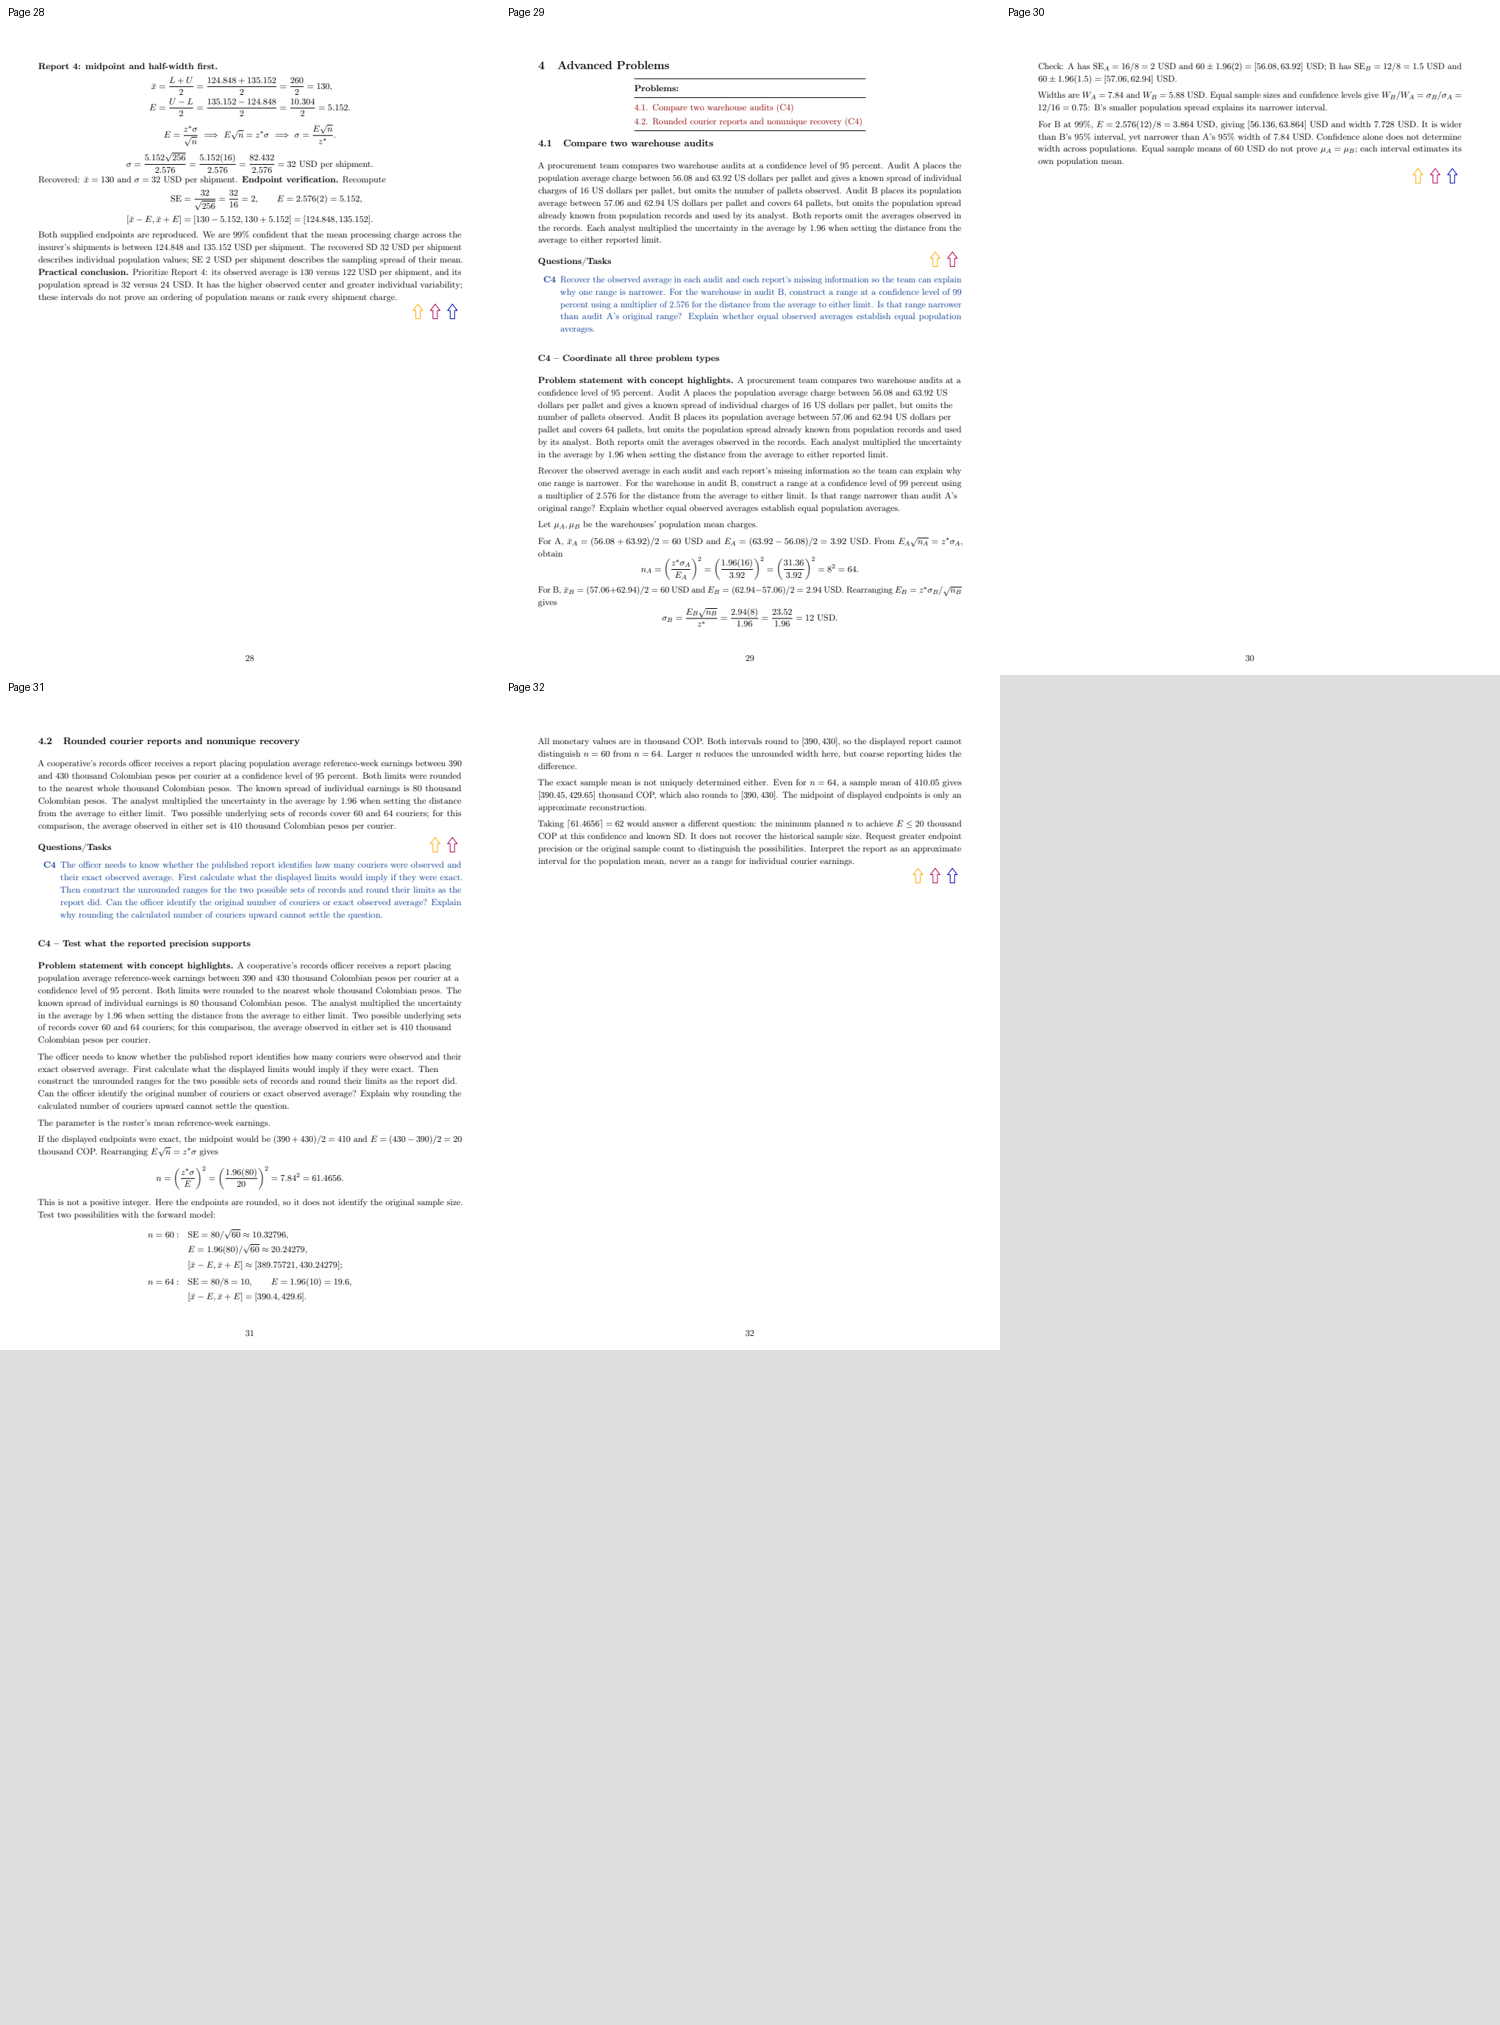 Page 28
Report 4: midpoint and half-width first.
x̄ = (L + U)/2 = (124.848 + 135.152)/2 = 260/2 = 130,
E = (U − L)/2 = (135.152 − 124.848)/2 = 10.304/2 = 5.152.
E = z*σ/√n ⟹ E√n = z*σ ⟹ σ = E√n/z*.
σ = 5.152√256/2.576 = 5.152(16)/2.576 = 82.432/2.576 = 32 USD per shipment.
Recovered: x̄ = 130 and σ = 32 USD per shipment. Endpoint verification. Recompute
SE = 32/√256 = 32/16 = 2, E = 2.576(2) = 5.152,
[x̄ − E, x̄ + E] = [130 − 5.152, 130 + 5.152] = [124.848, 135.152].
Both supplied endpoints are reproduced. We are 99% confident that the mean processing charge across the
insurer's shipments is between 124.848 and 135.152 USD per shipment. The recovered SD 32 USD per shipment
describes individual population values; SE 2 USD per shipment describes the sampling spread of their mean.
Practical conclusion. Prioritize Report 4: its observed average is 130 versus 122 USD per shipment, and its
population spread is 32 versus 24 USD. It has the higher observed center and greater individual variability;
these intervals do not prove an ordering of population means or rank every shipment charge.
28
Page 29
4 Advanced Problems
Problems:
4.1. Compare two warehouse audits (C4)
4.2. Rounded courier reports and nonunique recovery (C4)
4.1 Compare two warehouse audits
A procurement team compares two warehouse audits at a confidence level of 95 percent. Audit A places the
population average charge between 56.08 and 63.92 US dollars per pallet and gives a known spread of individual
charges of 16 US dollars per pallet, but omits the number of pallets observed. Audit B places its population
average between 57.06 and 62.94 US dollars per pallet and covers 64 pallets, but omits the population spread
already known from population records and used by its analyst. Both reports omit the averages observed in
the records. Each analyst multiplied the uncertainty in the average by 1.96 when setting the distance from the
average to either reported limit.
Questions/Tasks
C4 Recover the observed average in each audit and each report's missing information so the team can explain
why one range is narrower. For the warehouse in audit B, construct a range at a confidence level of 99
percent using a multiplier of 2.576 for the distance from the average to either limit. Is that range narrower
than audit A's original range? Explain whether equal observed averages establish equal population
averages.
C4 – Coordinate all three problem types
Problem statement with concept highlights. A procurement team compares two warehouse audits at a
confidence level of 95 percent. Audit A places the population average charge between 56.08 and 63.92 US
dollars per pallet and gives a known spread of individual charges of 16 US dollars per pallet, but omits the
number of pallets observed. Audit B places its population average between 57.06 and 62.94 US dollars per
pallet and covers 64 pallets, but omits the population spread already known from population records and used
by its analyst. Both reports omit the averages observed in the records. Each analyst multiplied the uncertainty
in the average by 1.96 when setting the distance from the average to either reported limit.
Recover the observed average in each audit and each report's missing information so the team can explain why
one range is narrower. For the warehouse in audit B, construct a range at a confidence level of 99 percent using
a multiplier of 2.576 for the distance from the average to either limit. Is that range narrower than audit A's
original range? Explain whether equal observed averages establish equal population averages.
Let μ_A, μ_B be the warehouses' population mean charges.
For A, x̄_A = (56.08 + 63.92)/2 = 60 USD and E_A = (63.92 − 56.08)/2 = 3.92 USD. From E_A√n_A = z*σ_A,
obtain
n_A = (z*σ_A/E_A)² = (1.96(16)/3.92)² = (31.36/3.92)² = 8² = 64.
For B, x̄_B = (57.06+62.94)/2 = 60 USD and E_B = (62.94−57.06)/2 = 2.94 USD. Rearranging E_B = z*σ_B/√n_B
gives
σ_B = E_B√n_B/z* = 2.94(8)/1.96 = 23.52/1.96 = 12 USD.
29
Page 30
Check: A has SE_A = 16/8 = 2 USD and 60 ± 1.96(2) = [56.08, 63.92] USD; B has SE_B = 12/8 = 1.5 USD and
60 ± 1.96(1.5) = [57.06, 62.94] USD.
Widths are W_A = 7.84 and W_B = 5.88 USD. Equal sample sizes and confidence levels give W_B/W_A = σ_B/σ_A =
12/16 = 0.75: B's smaller population spread explains its narrower interval.
For B at 99%, E = 2.576(12)/8 = 3.864 USD, giving [56.136, 63.864] USD and width 7.728 USD. It is wider
than B's 95% interval, yet narrower than A's 95% width of 7.84 USD. Confidence alone does not determine
width across populations. Equal sample means of 60 USD do not prove μ_A = μ_B; each interval estimates its
own population mean.
30
Page 31
4.2 Rounded courier reports and nonunique recovery
A cooperative's records officer receives a report placing population average reference-week earnings between 390
and 430 thousand Colombian pesos per courier at a confidence level of 95 percent. Both limits were rounded
to the nearest whole thousand Colombian pesos. The known spread of individual earnings is 80 thousand
Colombian pesos. The analyst multiplied the uncertainty in the average by 1.96 when setting the distance
from the average to either limit. Two possible underlying sets of records cover 60 and 64 couriers; for this
comparison, the average observed in either set is 410 thousand Colombian pesos per courier.
Questions/Tasks
C4 The officer needs to know whether the published report identifies how many couriers were observed and
their exact observed average. First calculate what the displayed limits would imply if they were exact.
Then construct the unrounded ranges for the two possible sets of records and round their limits as the
report did. Can the officer identify the original number of couriers or exact observed average? Explain
why rounding the calculated number of couriers upward cannot settle the question.
C4 – Test what the reported precision supports
Problem statement with concept highlights. A cooperative's records officer receives a report placing
population average reference-week earnings between 390 and 430 thousand Colombian pesos per courier at a
confidence level of 95 percent. Both limits were rounded to the nearest whole thousand Colombian pesos. The
known spread of individual earnings is 80 thousand Colombian pesos. The analyst multiplied the uncertainty
in the average by 1.96 when setting the distance from the average to either limit. Two possible underlying sets
of records cover 60 and 64 couriers; for this comparison, the average observed in either set is 410 thousand
Colombian pesos per courier.
The officer needs to know whether the published report identifies how many couriers were observed and their
exact observed average. First calculate what the displayed limits would imply if they were exact. Then
construct the unrounded ranges for the two possible sets of records and round their limits as the report did.
Can the officer identify the original number of couriers or exact observed average? Explain why rounding the
calculated number of couriers upward cannot settle the question.
The parameter is the roster's mean reference-week earnings.
If the displayed endpoints were exact, the midpoint would be (390 + 430)/2 = 410 and E = (430 − 390)/2 = 20
thousand COP. Rearranging E√n = z*σ gives
n = (z*σ/E)² = (1.96(80)/20)² = 7.84² = 61.4656.
This is not a positive integer. Here the endpoints are rounded, so it does not identify the original sample size.
Test two possibilities with the forward model:
n = 60 : SE = 80/√60 ≈ 10.32796,
E = 1.96(80)/√60 ≈ 20.24279,
[x̄ − E, x̄ + E] ≈ [389.75721, 430.24279];
n = 64 : SE = 80/8 = 10, E = 1.96(10) = 19.6,
[x̄ − E, x̄ + E] = [390.4, 429.6].
31
Page 32
All monetary values are in thousand COP. Both intervals round to [390, 430], so the displayed report cannot
distinguish n = 60 from n = 64. Larger n reduces the unrounded width here, but coarse reporting hides the
difference.
The exact sample mean is not uniquely determined either. Even for n = 64, a sample mean of 410.05 gives
[390.45, 429.65] thousand COP, which also rounds to [390, 430]. The midpoint of displayed endpoints is only an
approximate reconstruction.
Taking ⌈61.4656⌉ = 62 would answer a different question: the minimum planned n to achieve E ≤ 20 thousand
COP at this confidence and known SD. It does not recover the historical sample size. Request greater endpoint
precision or the original sample count to distinguish the possibilities. Interpret the report as an approximate
interval for the population mean, never as a range for individual courier earnings.
32